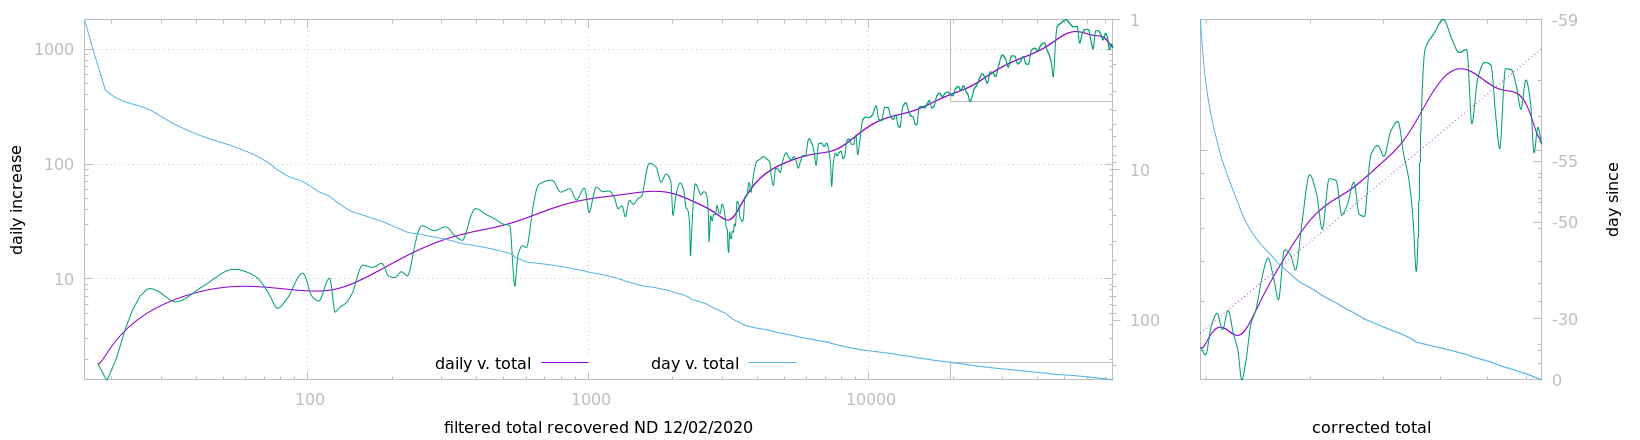 1000
100
10
daily increase
daily v. total
day v. total
100
1000
10000
filtered total recovered ND 12/02/2020
1
10
100
-59
-55
-50
-30
0
day since
corrected total